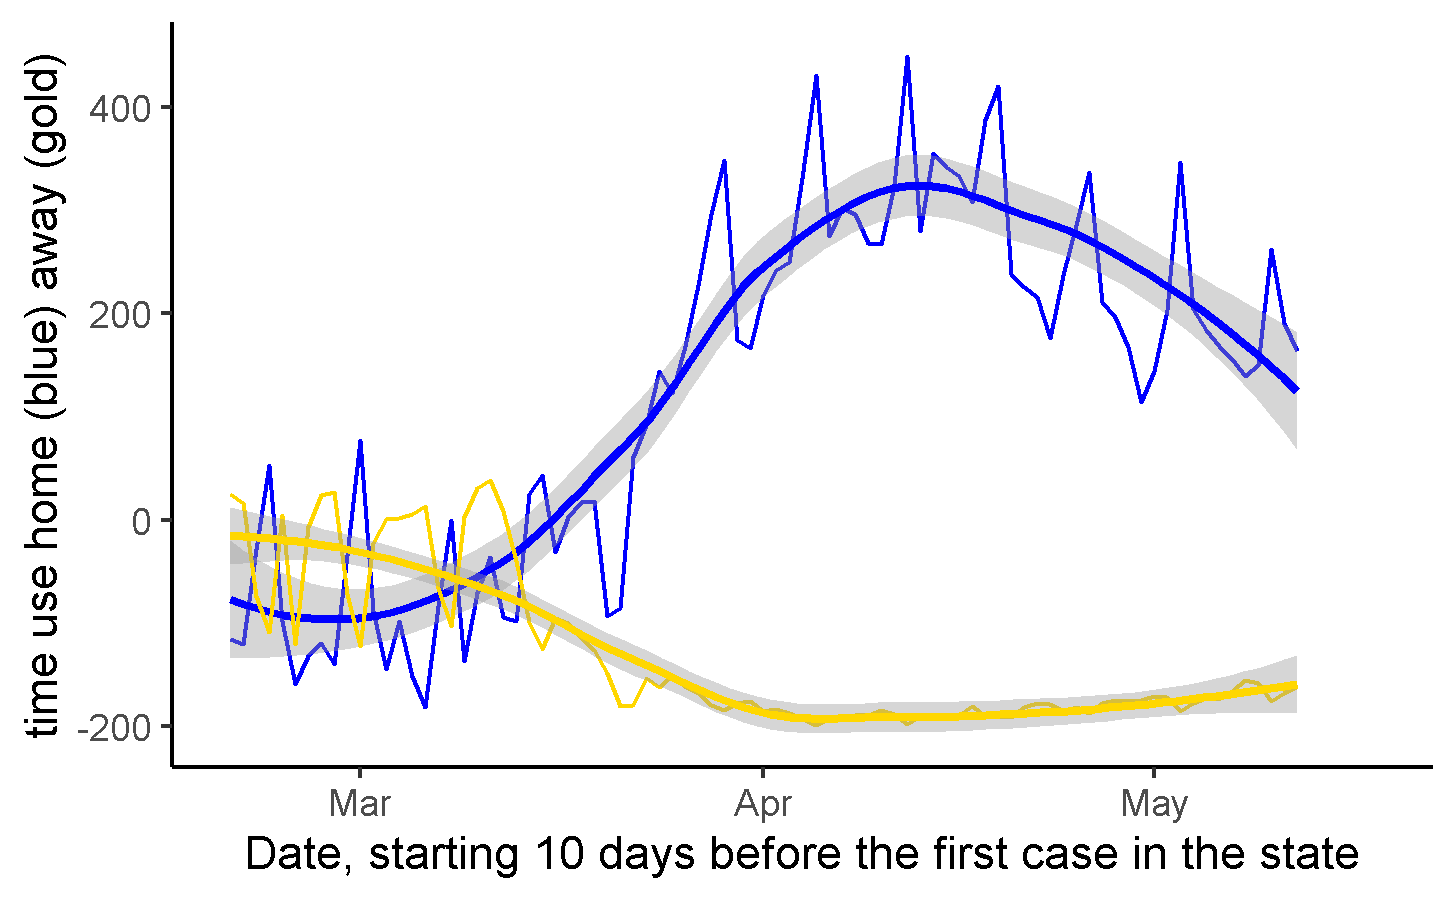 time use home (blue) away (gold)
400
200
0
-200
Mar Apr May
Date, starting 10 days before the first case in the state